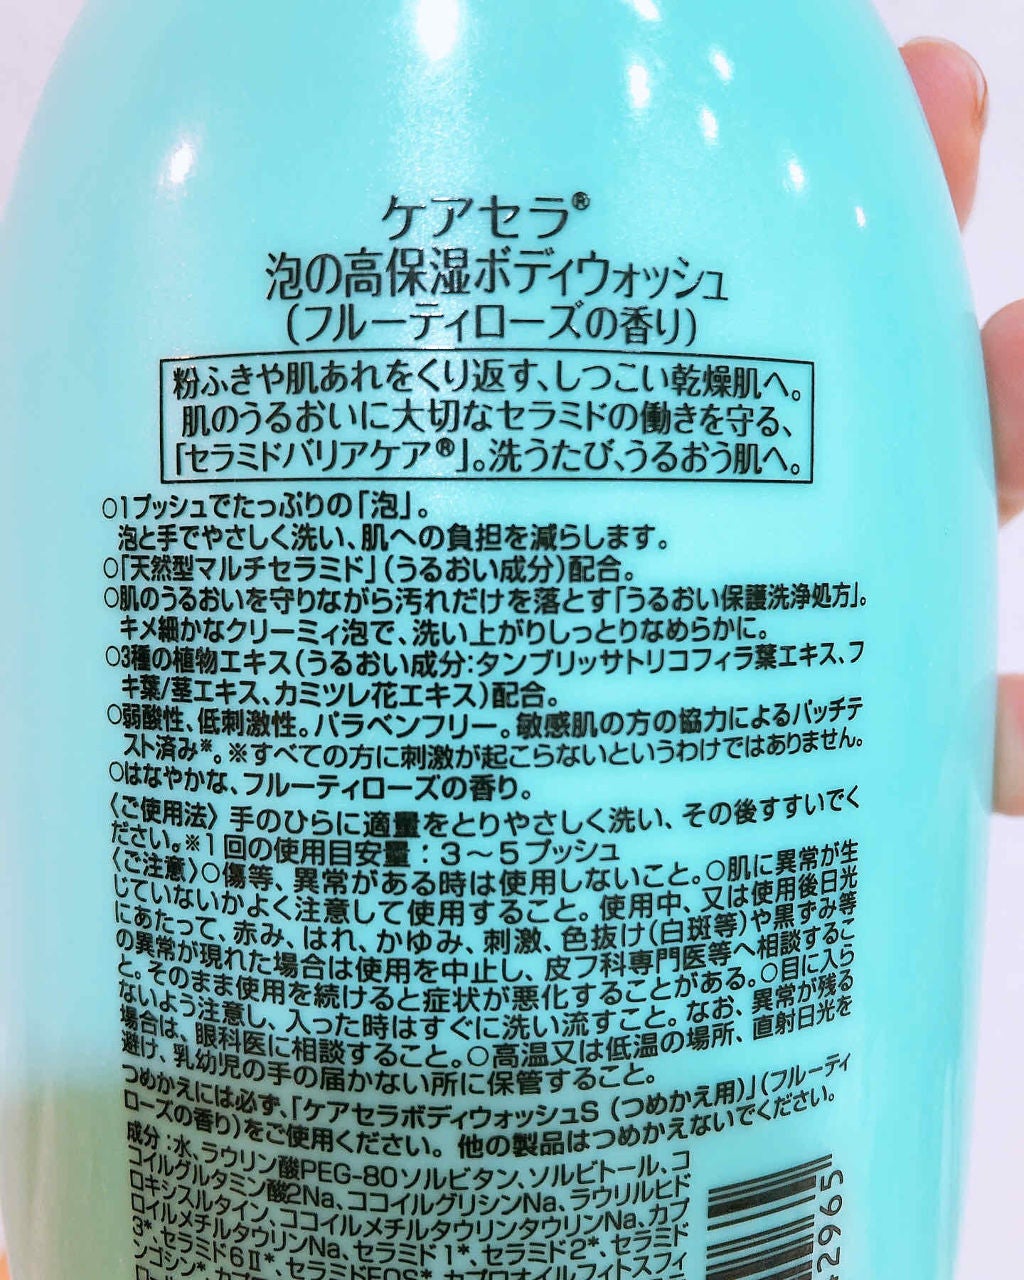 ケアセラ®
泡の高保湿ボディウォッシュ
(フルーティローズの香り)
粉ふきや肌あれをくり返す、しつこい乾燥肌へ。
肌のうるおいに大切なセラミドの働きを守る、
「セラミドバリアケア®」。洗うたび、うるおう肌へ。
○1プッシュでたっぷりの「泡」。
泡と手でやさしく洗い、肌への負担を減らします。
○「天然型マルチセラミド」(うるおい成分)配合。
○肌のうるおいを守りながら汚れだけを落とす「うるおい保護洗浄処方」。
キメ細かなクリーミィ泡で、洗い上がりしっとりなめらかに。
○3種の植物エキス(うるおい成分:タンブリッサトリコフィラ葉エキス、フ
キ葉/茎エキス、カミツレ花エキス)配合。
○弱酸性、低刺激性。パラベンフリー。敏感肌の方の協力によるパッチテ
スト済み※。※すべての方に刺激が起こらないというわけではありません。
○はなやかな、フルーティローズの香り。
〈ご使用法〉手のひらに適量をとりやさしく洗い、その後すすいでく
ださい。※1回の使用目安量:3〜5プッシュ
〈ご注意〉○傷等、異常がある時は使用しないこと。○肌に異常が生
じていないかよく注意して使用すること。使用中、又は使用後日光
にあたって、赤み、はれ、かゆみ、刺激、色抜け(白斑等)や黒ずみ等
の異常が現れた場合は使用を中止し、皮フ科専門医等へ相談するこ
と。そのまま使用を続けると症状が悪化することがある。○目に入ら
ないよう注意し、入った時はすぐに洗い流すこと。なお、異常が残る
場合は、眼科医に相談すること。○高温又は低温の場所、直射日光を
避け、乳幼児の手の届かない所に保管すること。
つめかえには必ず、「ケアセラボディウォッシュS(つめかえ用)」(フルーティ
ローズの香り)をご使用ください。他の製品はつめかえないでください。
成分:水、ラウリン酸PEG-80ソルビタン、ソルビトール、コ
コイルグルタミン酸2Na、ココイルグリシンNa、ラウリルヒド
ロキシスルタイン、ココイルメチルタウリンタウリンNa、カプ
ロイルメチルタウリンNa、セラミド1*、セラミド2*、セラミド
3*、セラミド6Ⅱ*、セラミドEOS*、カプロオイルフィトスフィ
ンゴシン*
2965